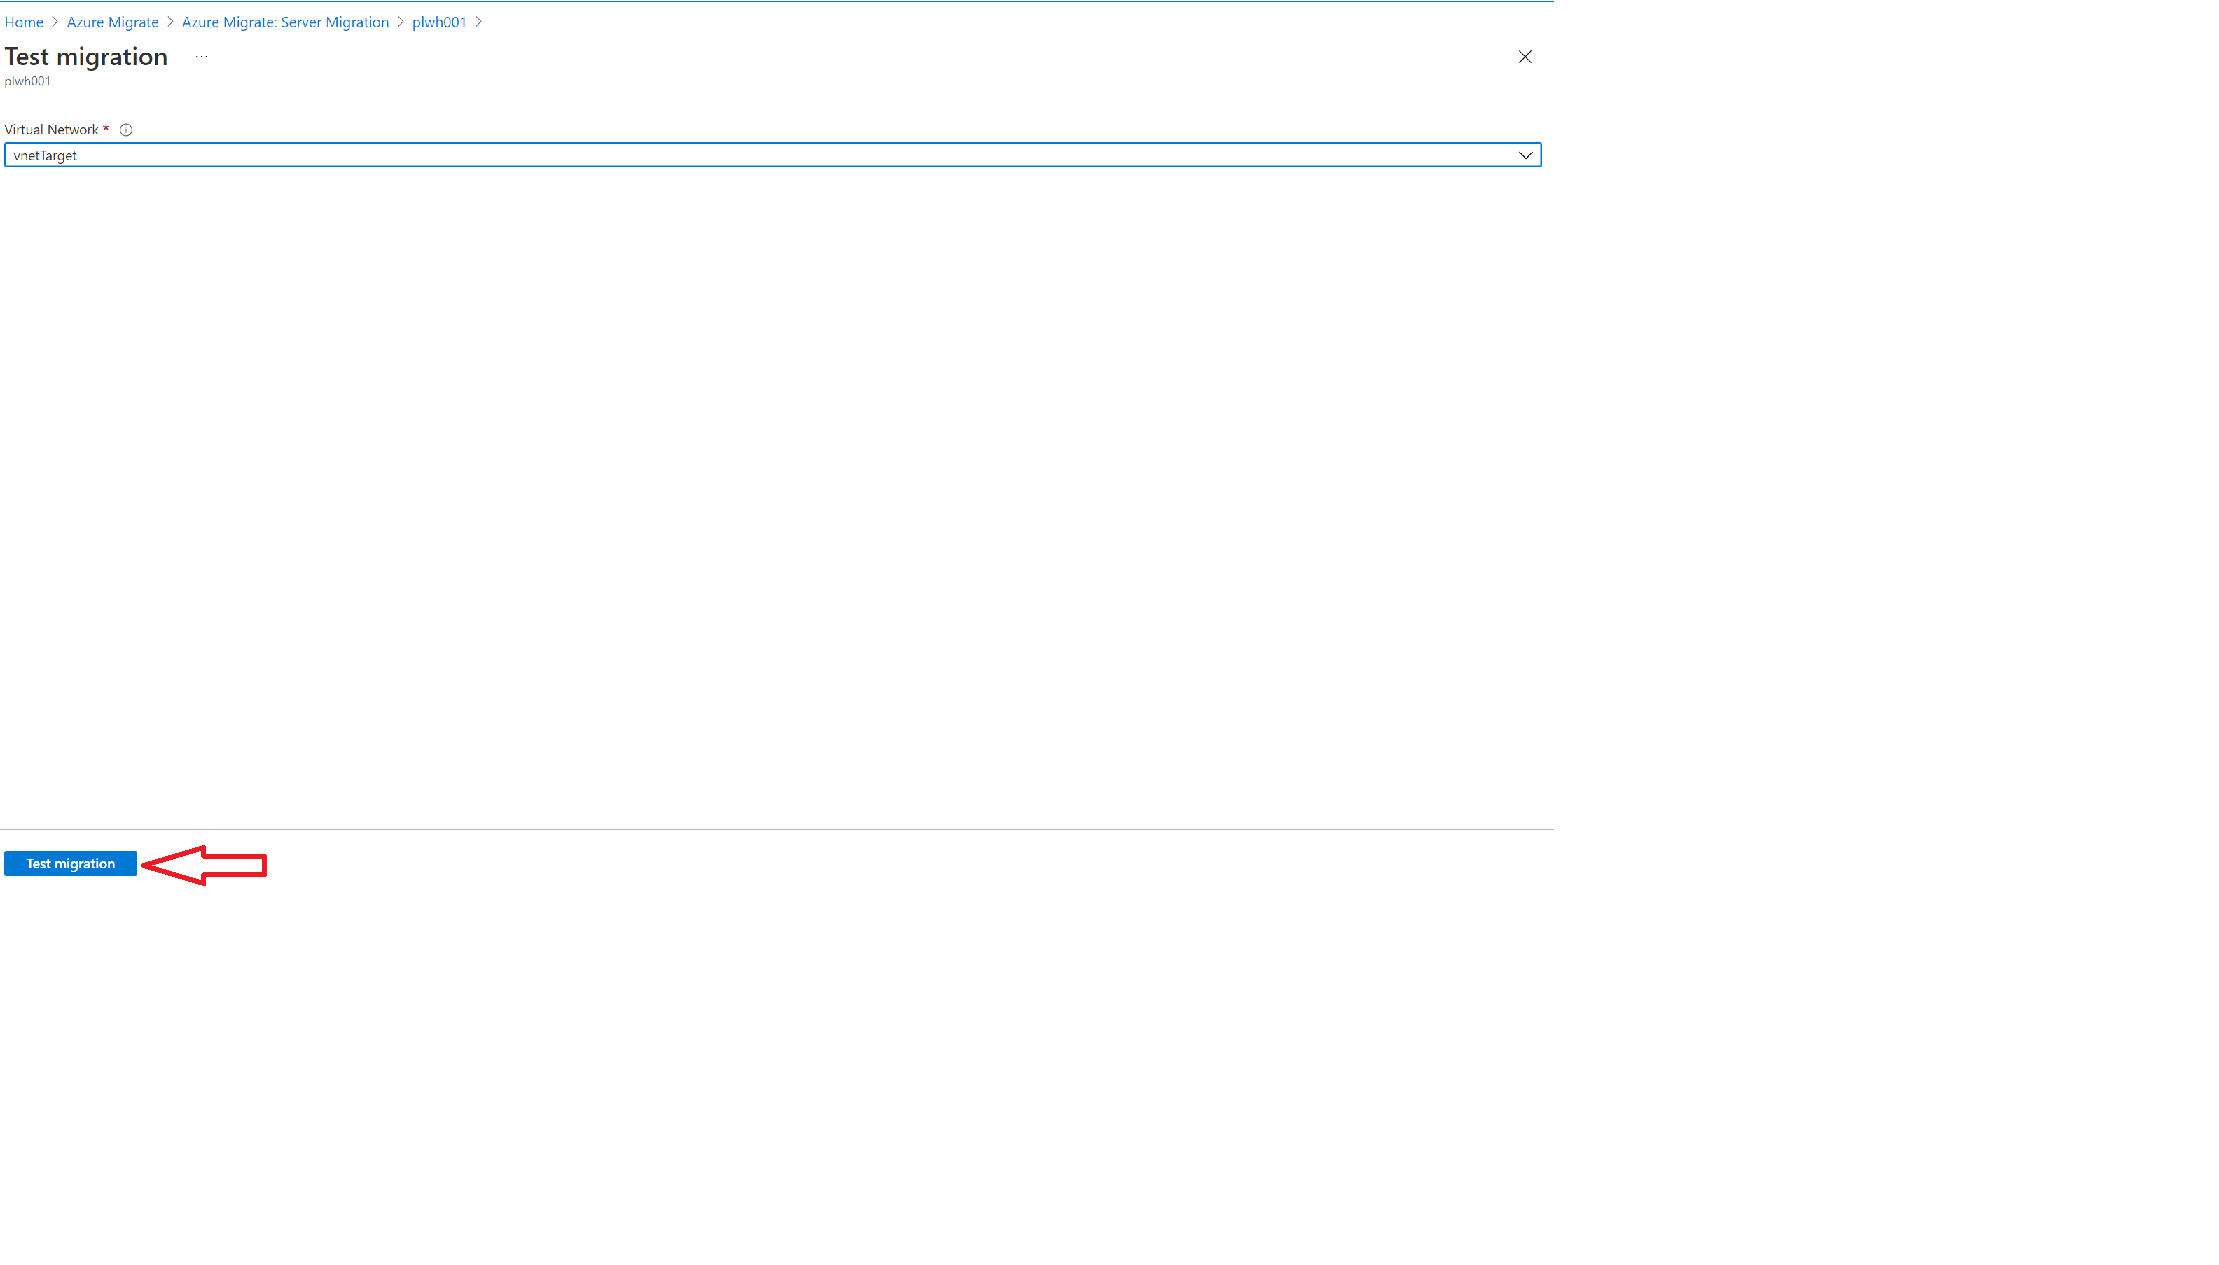 Home > Azure Migrate > Azure Migrate: Server Migration > plwh001 >
Test migration ...
plwh001
Virtual Network *
vnetTarget
Test migration